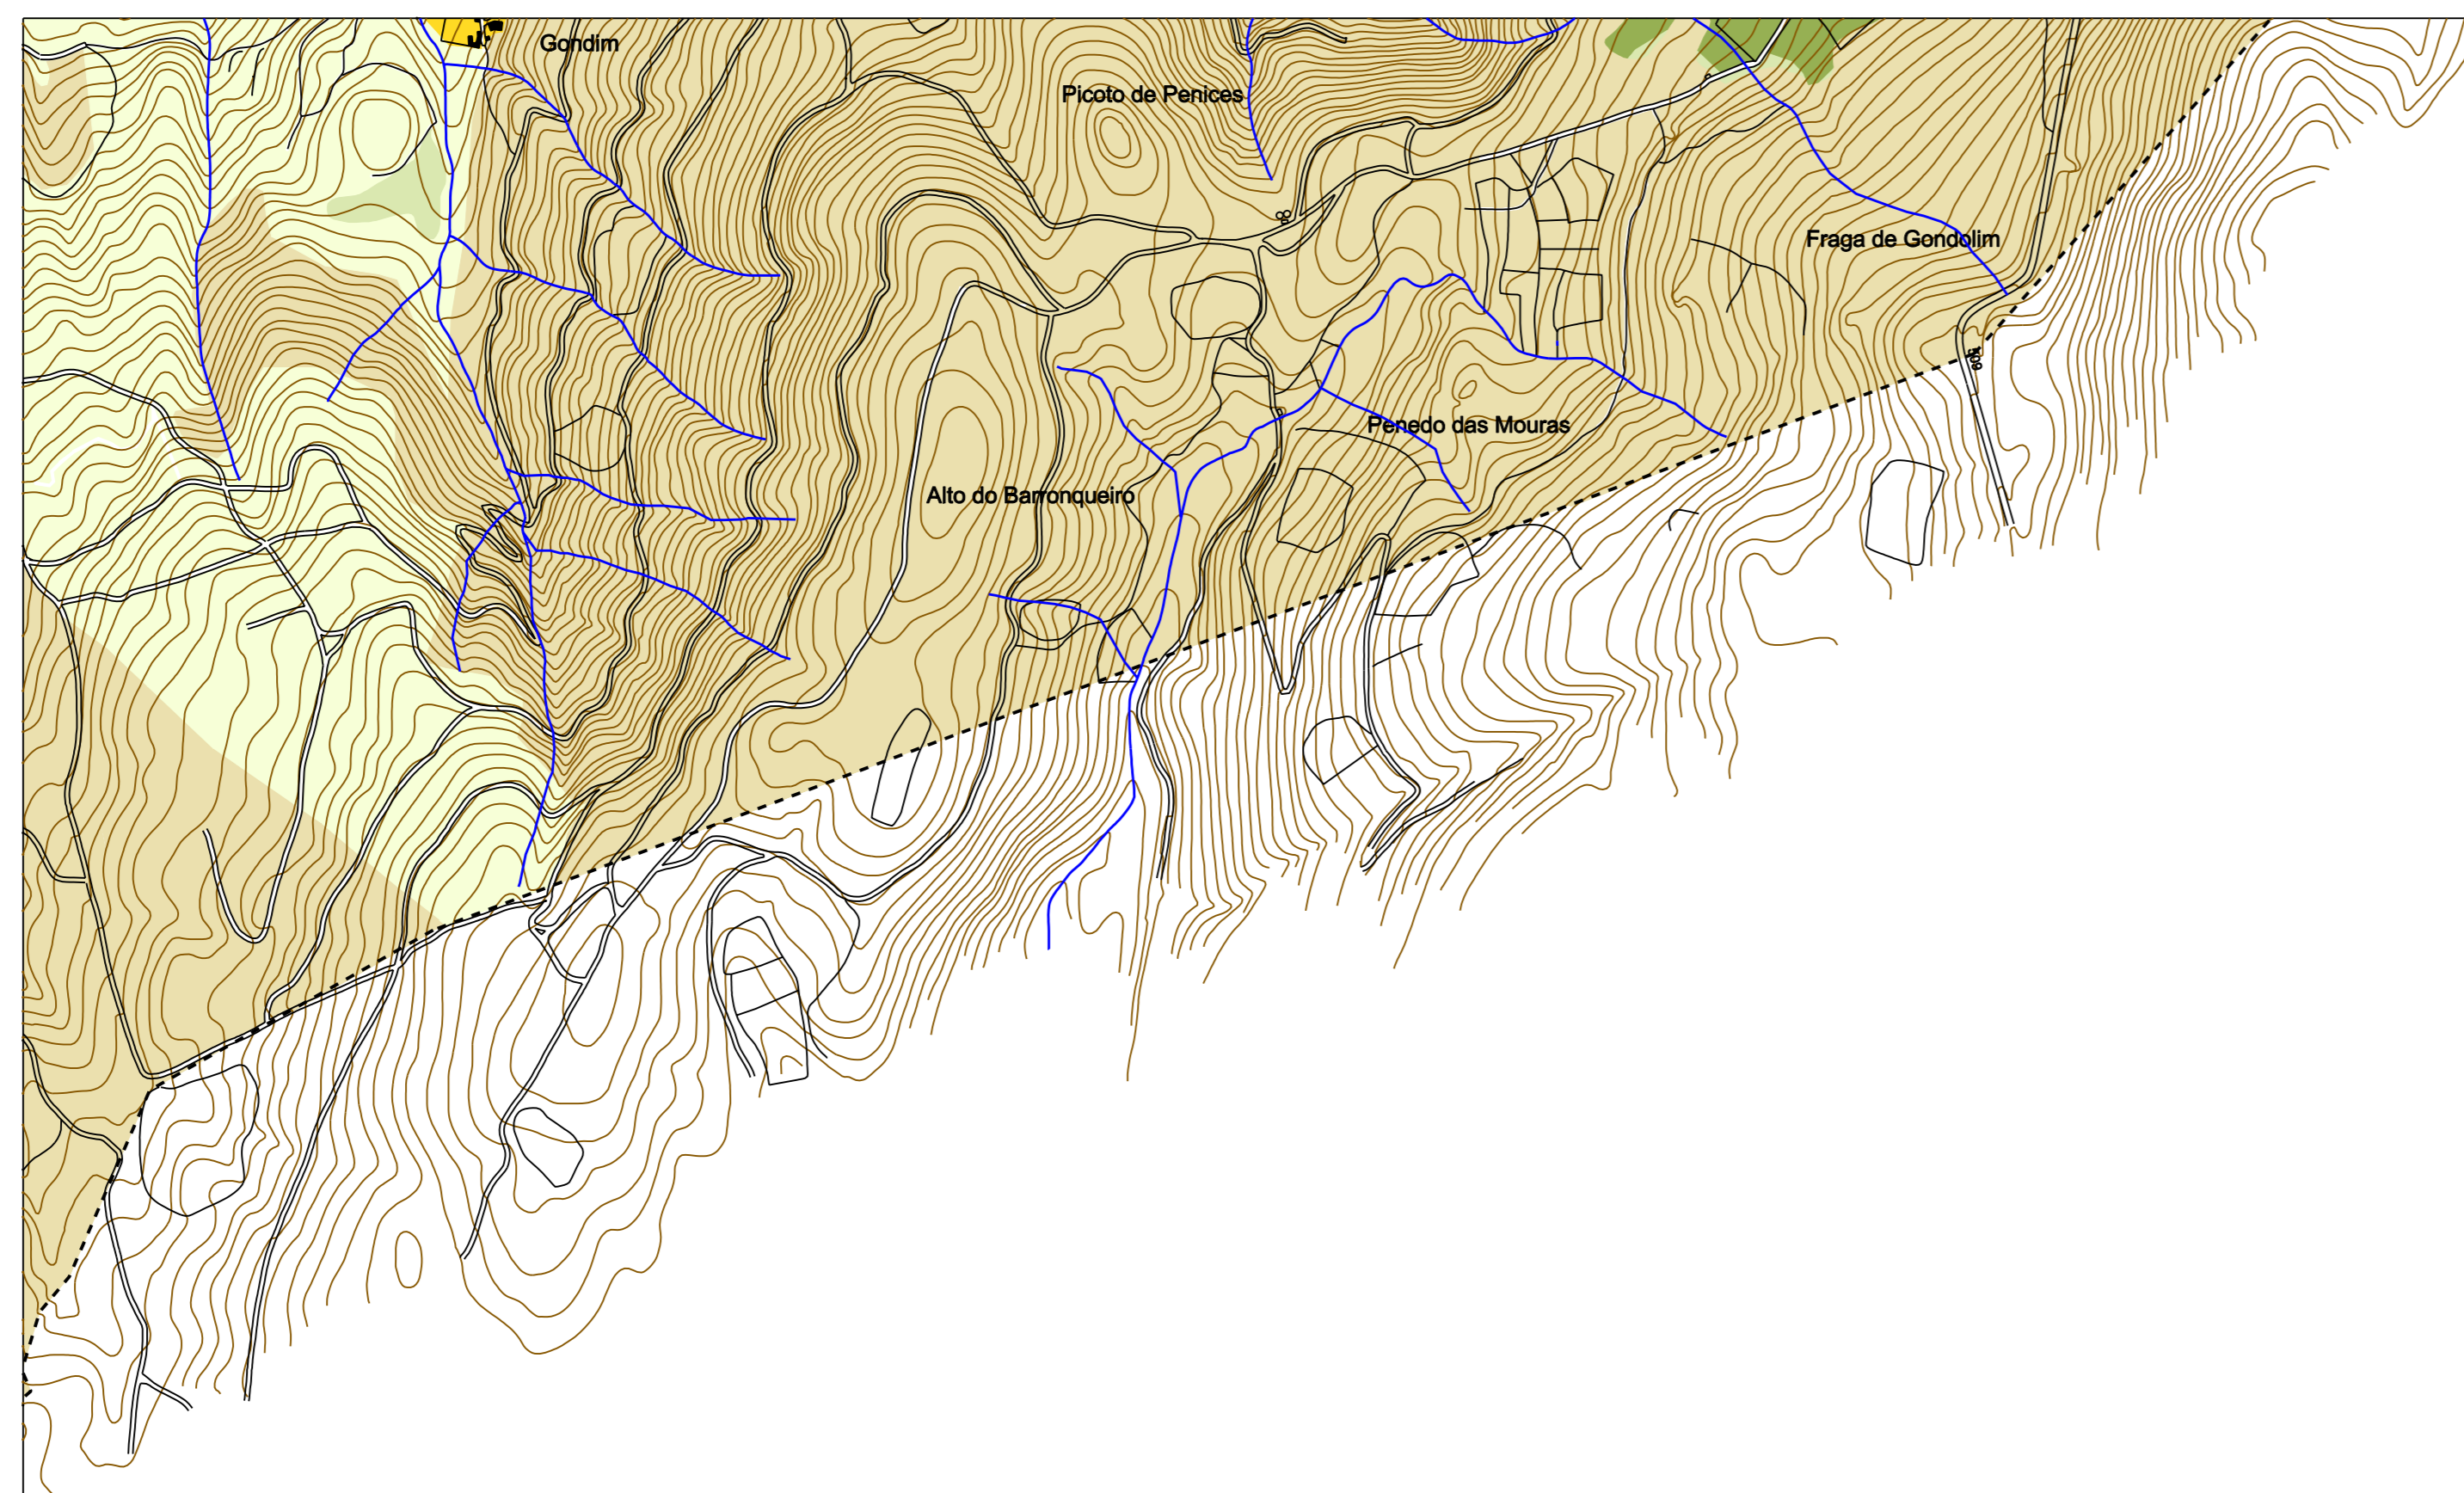 Gondim
Picoto de Penices
Fraga de Gondolim
Penedo das Mouras
Alto do Barronqueiro